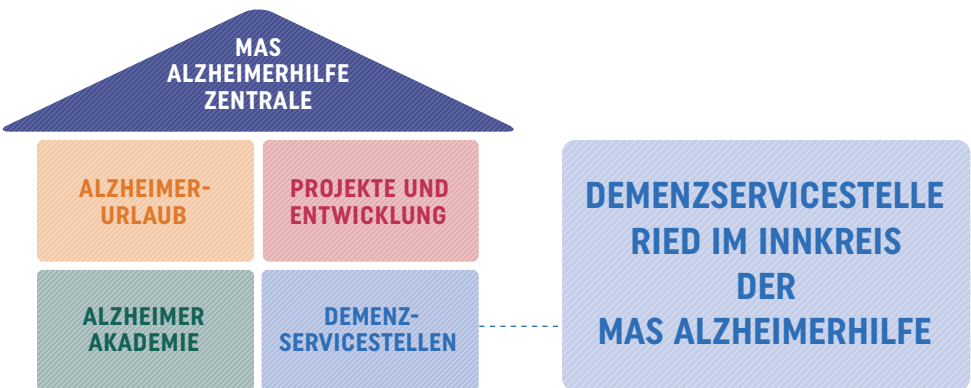 MAS
ALZHEIMERHILFE
ZENTRALE
ALZHEIMER-
URLAUB
PROJEKTE UND
ENTWICKLUNG
ALZHEIMER
AKADEMIE
DEMENZ-
SERVICESTELLEN
DEMENZSERVICESTELLE
RIED IM INNKREIS
DER
MAS ALZHEIMERHILFE